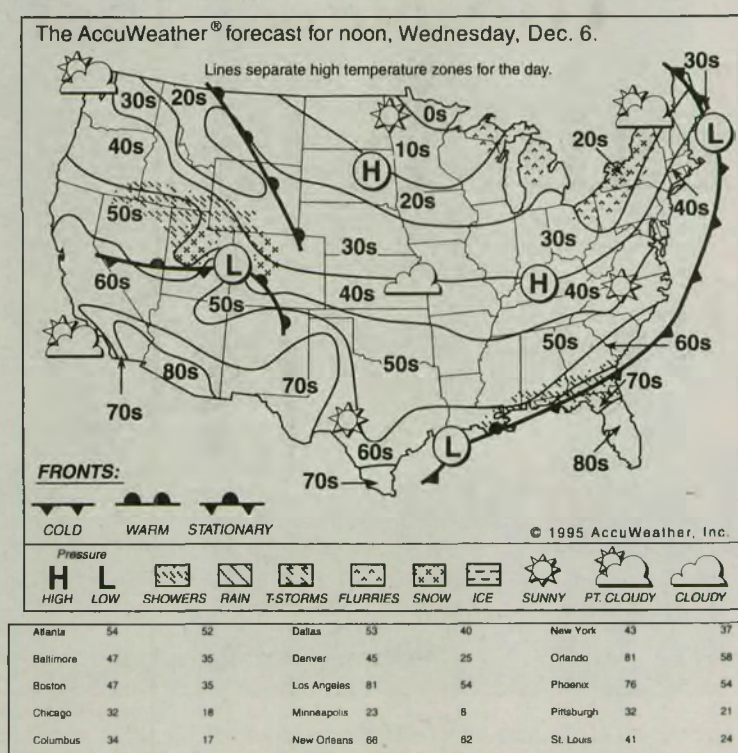 The AccuWeather® forecast for noon, Wednesday, Dec. 6.
Lines separate high temperature zones for the day.
30s
30s
20s
0s
L
40s
10s
20s
H
20s
50s
40s
30s
30s
L
60s
H
40s
40s
50s
50s
60s
50s
80s
70s
70s
70s
60s
L
80s
70s
FRONTS:
COLD WARM STATIONARY
© 1995 AccuWeather, Inc.
Pressure
H L
HIGH LOW SHOWERS RAIN T-STORMS FLURRIES SNOW ICE SUNNY PT. CLOUDY CLOUDY
Atlanta 54 52 Dallas 53 40 New York 43 37
Baltimore 47 35 Denver 45 25 Orlando 81 58
Boston 47 35 Los Angeles 81 54 Phoenix 76 54
Chicago 32 18 Minneapolis 23 6 Pittsburgh 32 21
Columbus 34 17 New Orleans 66 62 St. Louis 41 24